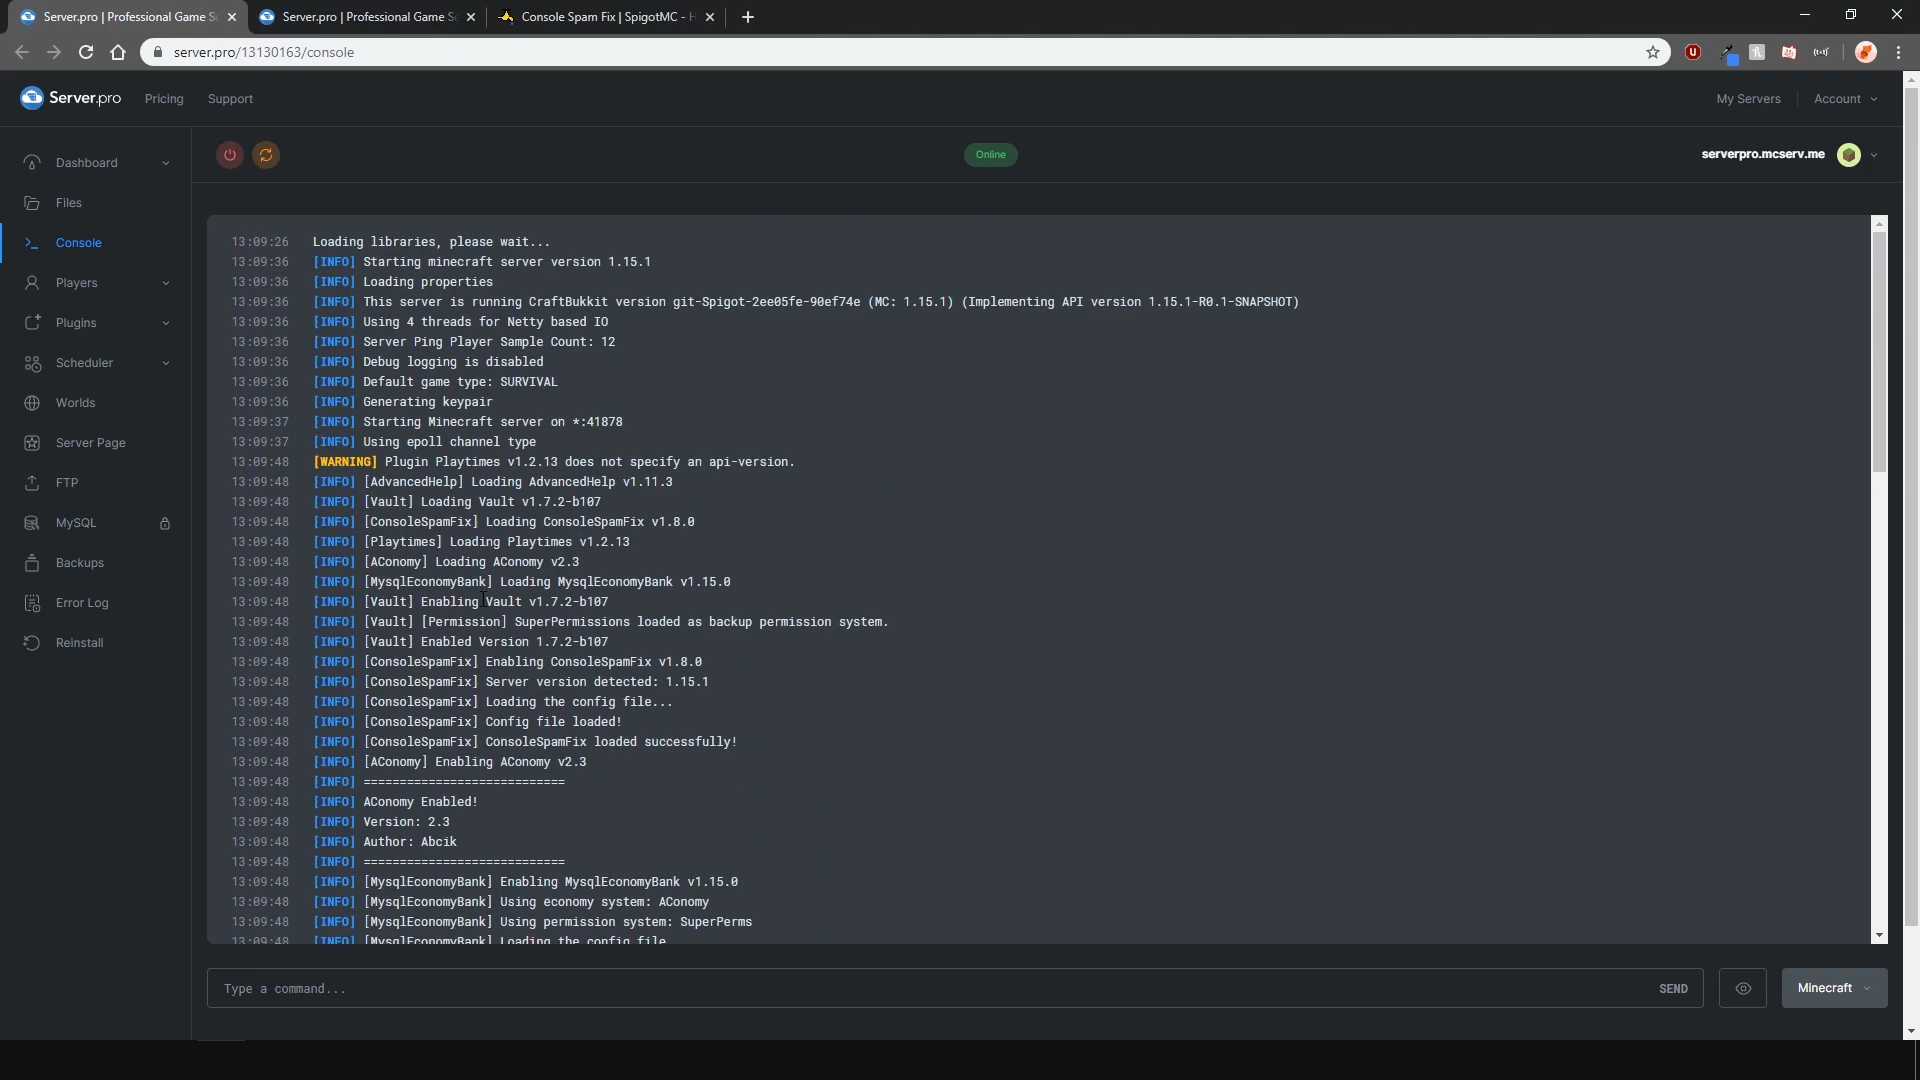 Server.pro | Professional Game S
Server.pro | Professional Game S
Console Spam Fix | SpigotMC - H
server.pro/13130163/console
Server.pro
Pricing
Support
My Servers
Account
Dashboard
Files
Console
Players
Plugins
Scheduler
Worlds
Server Page
FTP
MySQL
Backups
Error Log
Reinstall
Online
serverpro.mcserv.me
13:09:26 Loading libraries, please wait...
13:09:36 [INFO] Starting minecraft server version 1.15.1
13:09:36 [INFO] Loading properties
13:09:36 [INFO] This server is running CraftBukkit version git-Spigot-2ee05fe-90ef74e (MC: 1.15.1) (Implementing API version 1.15.1-R0.1-SNAPSHOT)
13:09:36 [INFO] Using 4 threads for Netty based IO
13:09:36 [INFO] Server Ping Player Sample Count: 12
13:09:36 [INFO] Debug logging is disabled
13:09:36 [INFO] Default game type: SURVIVAL
13:09:36 [INFO] Generating keypair
13:09:37 [INFO] Starting Minecraft server on *:41878
13:09:37 [INFO] Using epoll channel type
13:09:48 [WARNING] Plugin Playtimes v1.2.13 does not specify an api-version.
13:09:48 [INFO] [AdvancedHelp] Loading AdvancedHelp v1.11.3
13:09:48 [INFO] [Vault] Loading Vault v1.7.2-b107
13:09:48 [INFO] [ConsoleSpamFix] Loading ConsoleSpamFix v1.8.0
13:09:48 [INFO] [Playtimes] Loading Playtimes v1.2.13
13:09:48 [INFO] [AConomy] Loading AConomy v2.3
13:09:48 [INFO] [MysqlEconomyBank] Loading MysqlEconomyBank v1.15.0
13:09:48 [INFO] [Vault] Enabling Vault v1.7.2-b107
13:09:48 [INFO] [Vault] [Permission] SuperPermissions loaded as backup permission system.
13:09:48 [INFO] [Vault] Enabled Version 1.7.2-b107
13:09:48 [INFO] [ConsoleSpamFix] Enabling ConsoleSpamFix v1.8.0
13:09:48 [INFO] [ConsoleSpamFix] Server version detected: 1.15.1
13:09:48 [INFO] [ConsoleSpamFix] Loading the config file...
13:09:48 [INFO] [ConsoleSpamFix] Config file loaded!
13:09:48 [INFO] [ConsoleSpamFix] ConsoleSpamFix loaded successfully!
13:09:48 [INFO] [AConomy] Enabling AConomy v2.3
13:09:48 [INFO] ============================
13:09:48 [INFO] AConomy Enabled!
13:09:48 [INFO] Version: 2.3
13:09:48 [INFO] Author: Abcik
13:09:48 [INFO] ============================
13:09:48 [INFO] [MysqlEconomyBank] Enabling MysqlEconomyBank v1.15.0
13:09:48 [INFO] [MysqlEconomyBank] Using economy system: AConomy
13:09:48 [INFO] [MysqlEconomyBank] Using permission system: SuperPerms
13:09:48 [INFO] [MysqlEconomyBank] Loading the config file
Type a command...
SEND
Minecraft